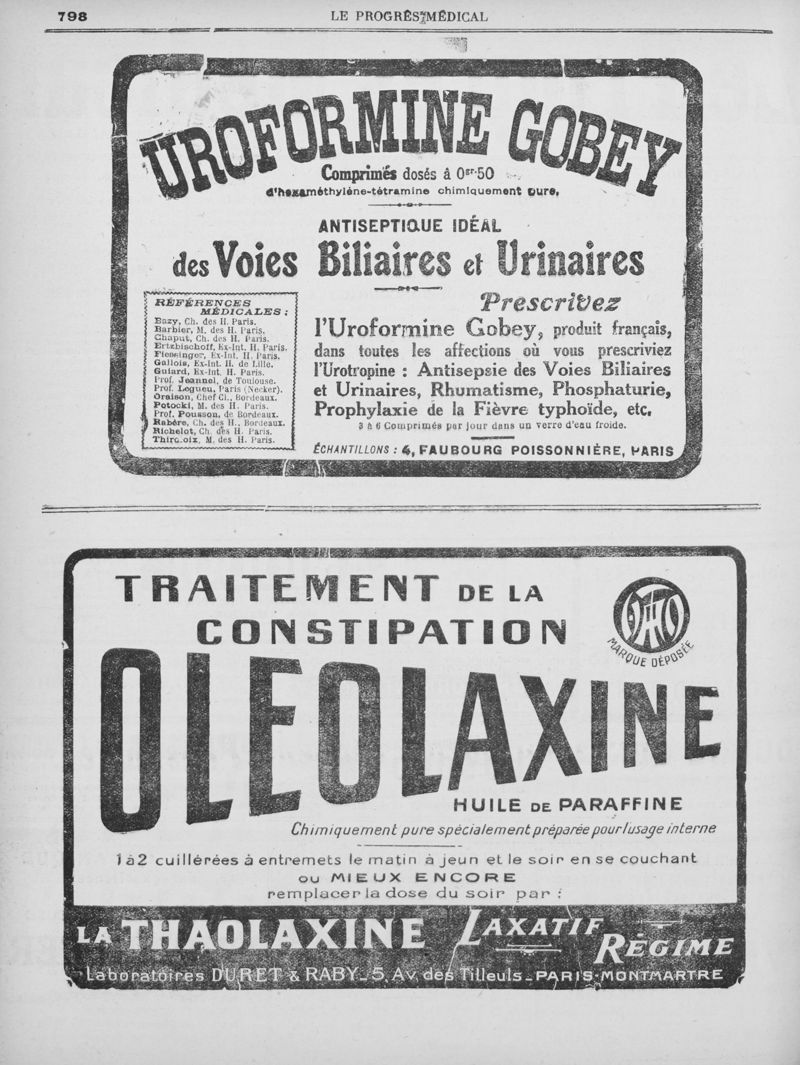 798
LE PROGRÈS MÉDICAL
UROFORMINE GOBEY
Comprimés dosés à 0gr.50
d'hexaméthylène-tétramine chimiquement pure.
ANTISEPTIQUE IDÉAL
des Voies Biliaires et Urinaires
RÉFÉRENCES
MÉDICALES :
Bazy, Ch. des H. Paris.
Barbier, M. des H. Paris.
Chaput, Ch. des H. Paris.
Ertzbischoff, Ex-Int. H. Paris.
Fiessinger, Ex-Int. H. Paris.
Gallois, Ex-Int. H. de Lille.
Guiard, Ex-Int. H. Paris.
Prof. Jeannel, de Toulouse.
Prof. Legueu, Paris (Necker).
Oraison, Chef Cl., Bordeaux.
Potocki, M. des H. Paris.
Prof. Pousson, de Bordeaux.
Rabère, Ch. des H., Bordeaux.
Richelot, Ch. des H. Paris.
M. des H. Paris.
Prescrivez
l'Uroformine Gobey, produit français,
dans toutes les affections où vous prescriviez
l'Urotropine : Antisepsie des Voies Biliaires
et Urinaires, Rhumatisme, Phosphaturie,
Prophylaxie de la Fièvre typhoïde, etc.
3 à 6 Comprimés par jour dans un verre d'eau froide.
ÉCHANTILLONS : 4, FAUBOURG POISSONNIÈRE, PARIS
TRAITEMENT DE LA
CONSTIPATION
MARQUE DÉPOSÉE
OLEOLAXINE
HUILE DE PARAFFINE
Chimiquement pure spécialement préparée pour l'usage interne
1 à 2 cuillérées à entremets le matin à jeun et le soir en se couchant
OU MIEUX ENCORE
remplacer la dose du soir par :
LA THAOLAXINE LAXATIF RÉGIME
Laboratoires DURET & RABY_5, Av. des Tilleuls_PARIS-MONTMARTRE